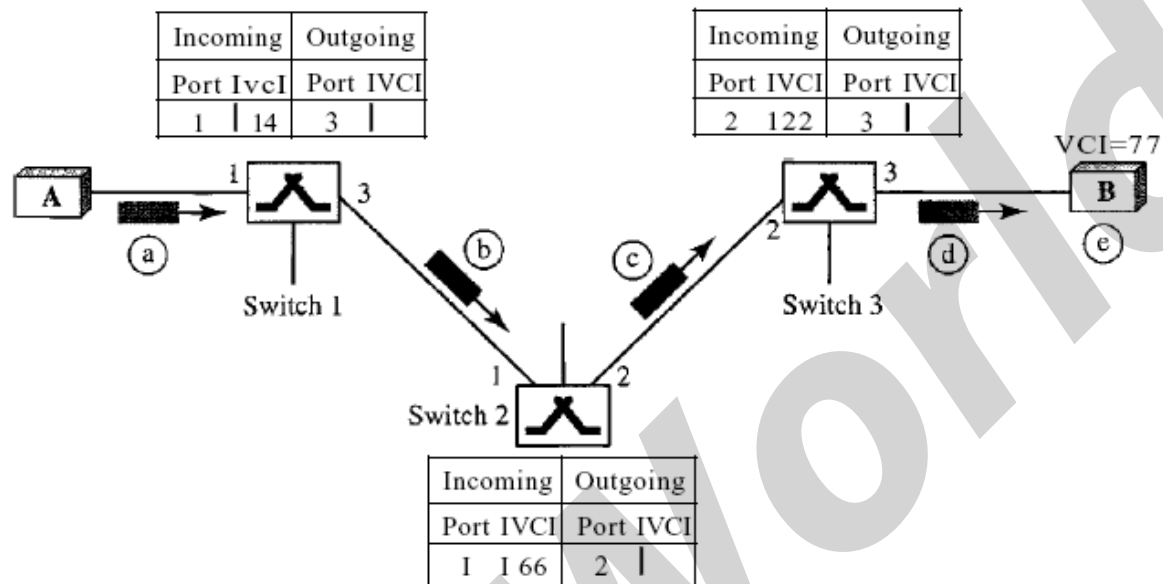 Incoming Outgoing
Port IvcI Port IVCI
1 | 14 3 |
Incoming Outgoing
Port IVCI Port IVCI
2 122 3 |
VCI=77
A
1
3
a
Switch 1
b
c
2
3
Switch 3
d
B
e
1
2
Switch 2
Incoming Outgoing
Port IVCI Port IVCI
I I 66 2 |
World